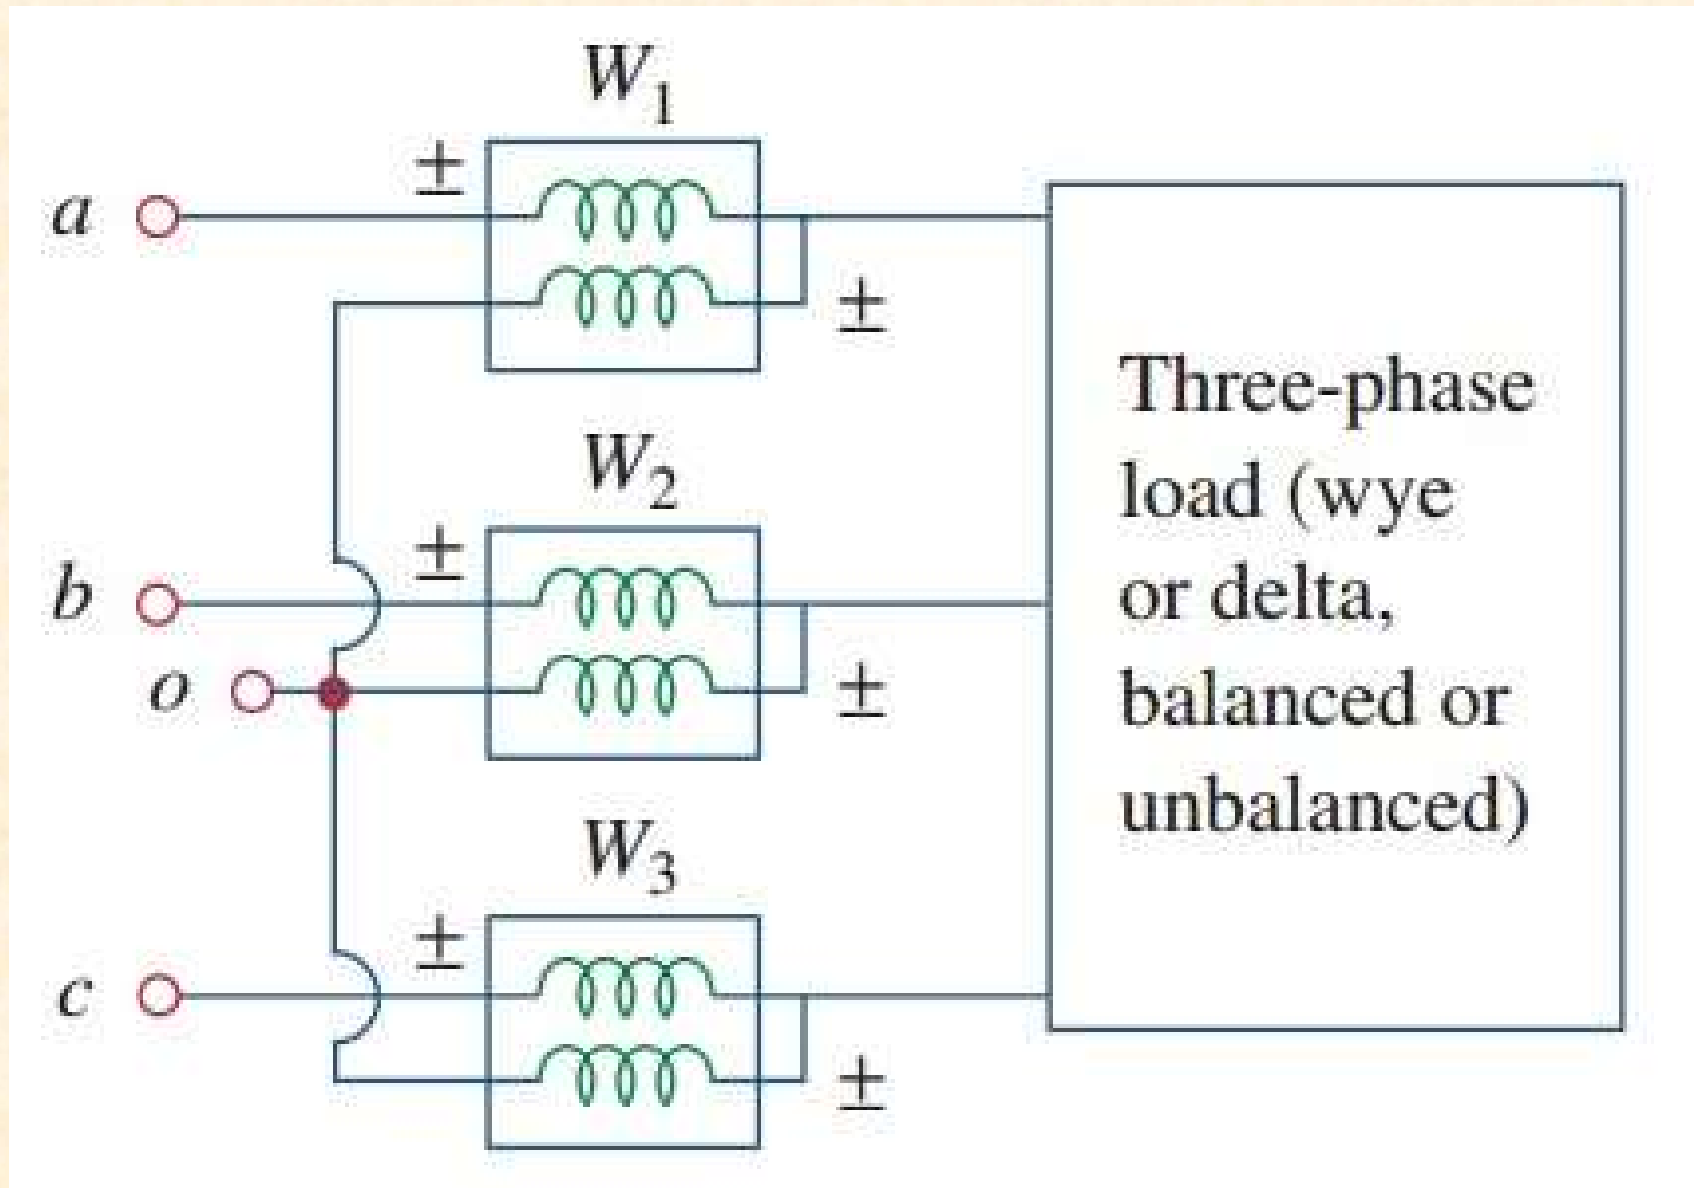 W₁
±
a
±
W₂
±
b
o
±
W₃
±
c
±
Three-phase
load (wye
or delta,
balanced or
unbalanced)